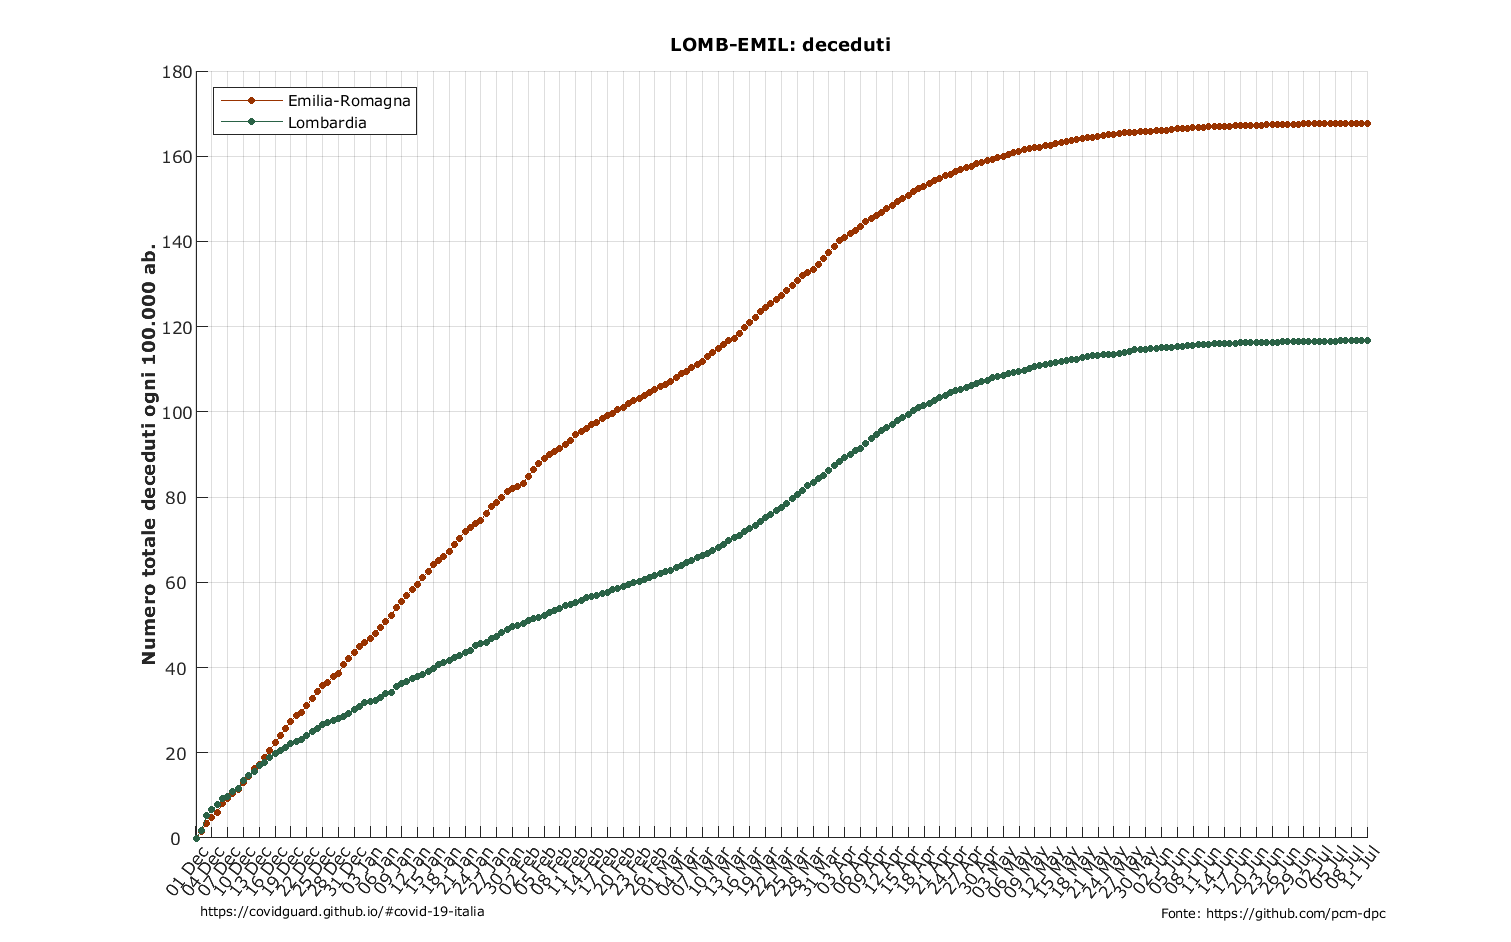 LOMB-EMIL: deceduti
Emilia-Romagna
Lombardia
Numero totale deceduti ogni 100.000 ab.
180
160
140
120
100
80
60
40
20
0
01 Dec
04 Dec
07 Dec
10 Dec
13 Dec
16 Dec
19 Dec
22 Dec
25 Dec
28 Dec
31 Dec
03 Jan
06 Jan
09 Jan
12 Jan
15 Jan
18 Jan
21 Jan
24 Jan
27 Jan
30 Jan
02 Feb
05 Feb
08 Feb
11 Feb
14 Feb
17 Feb
20 Feb
23 Feb
26 Feb
01 Mar
04 Mar
07 Mar
10 Mar
13 Mar
16 Mar
19 Mar
22 Mar
25 Mar
28 Mar
31 Mar
03 Apr
06 Apr
09 Apr
12 Apr
15 Apr
18 Apr
21 Apr
24 Apr
27 Apr
30 Apr
03 May
06 May
09 May
12 May
15 May
18 May
21 May
24 May
27 May
30 May
02 Jun
05 Jun
08 Jun
11 Jun
14 Jun
17 Jun
20 Jun
23 Jun
26 Jun
29 Jun
02 Jul
05 Jul
08 Jul
11 Jul
https://covidguard.github.io/#covid-19-italia
Fonte: https://github.com/pcm-dpc